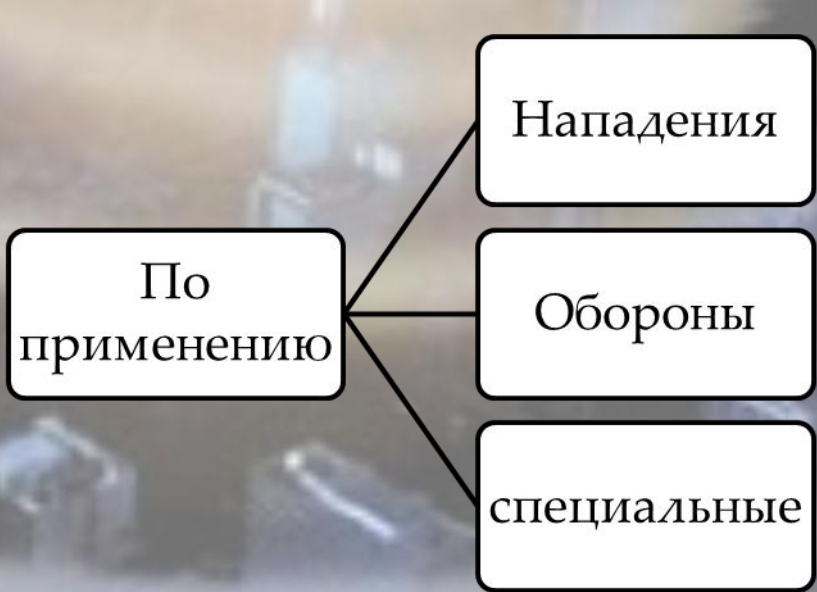 По
применению
Нападения
Обороны
специальные